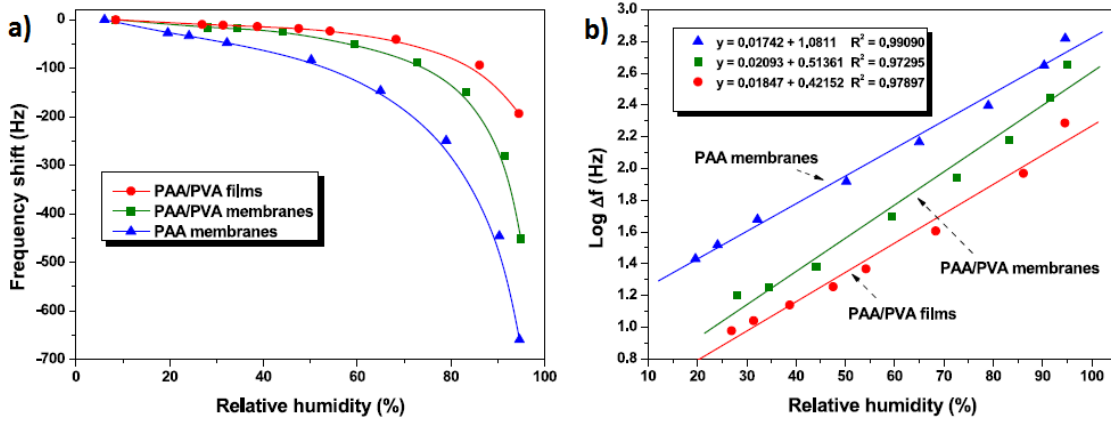 a)
Frequency shift (Hz)
0
-100
-200
-300
-400
-500
-600
-700
PAA/PVA films
PAA/PVA membranes
PAA membranes
0 20 40 60 80 100
Relative humidity (%)
b)
Log Δf (Hz)
2.8
2.6
2.4
2.2
2.0
1.8
1.6
1.4
1.2
1.0
0.8
y = 0,01742 + 1,0811 R² = 0,99090
y = 0,02093 + 0,51361 R² = 0,97295
y = 0,01847 + 0,42152 R² = 0,97897
PAA membranes
PAA/PVA membranes
PAA/PVA films
10 20 30 40 50 60 70 80 90 100
Relative humidity (%)